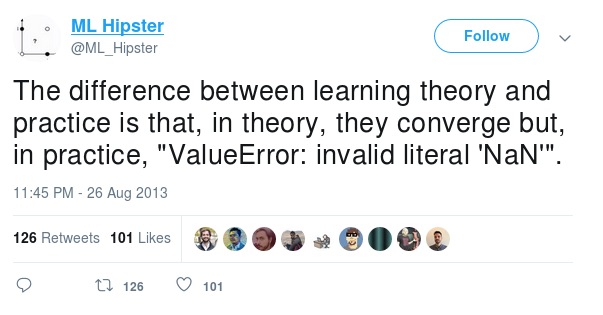 ML Hipster
@ML_Hipster
Follow
?
The difference between learning theory and
practice is that, in theory, they converge but,
in practice, "ValueError: invalid literal 'NaN'".
11:45 PM - 26 Aug 2013
126 Retweets 101 Likes
126 101